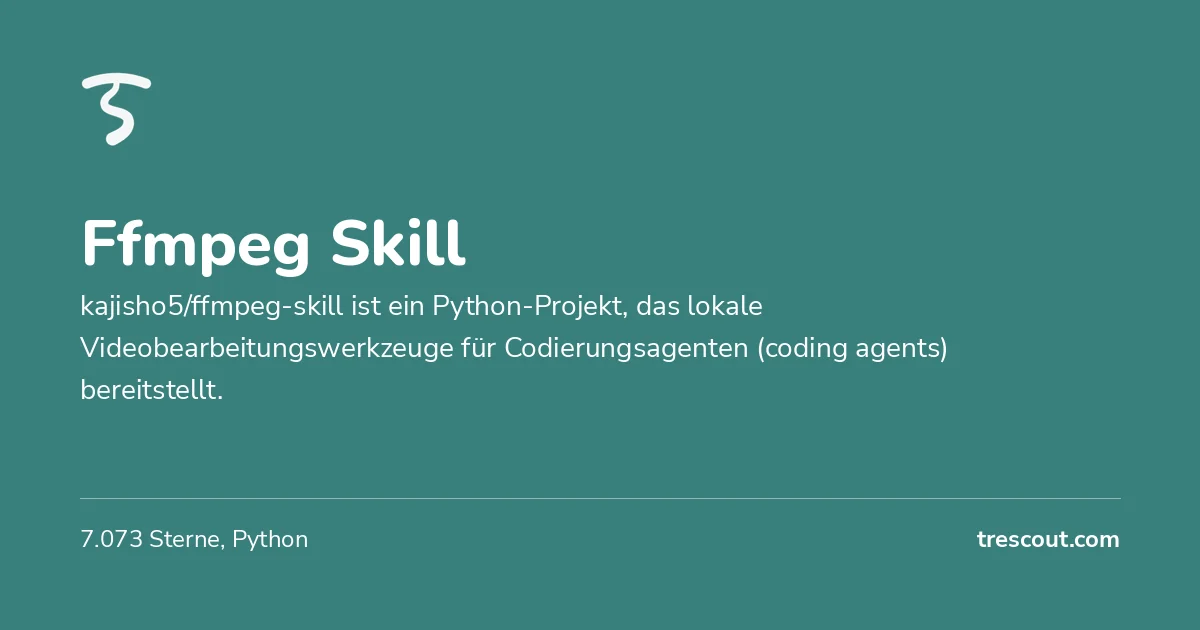 Ffmpeg Skill
kajisho5/ffmpeg-skill ist ein Python-Projekt, das lokale
Videobearbeitungswerkzeuge für Codierungsagenten (coding agents)
bereitstellt.
7.073 Sterne, Python
trescout.com